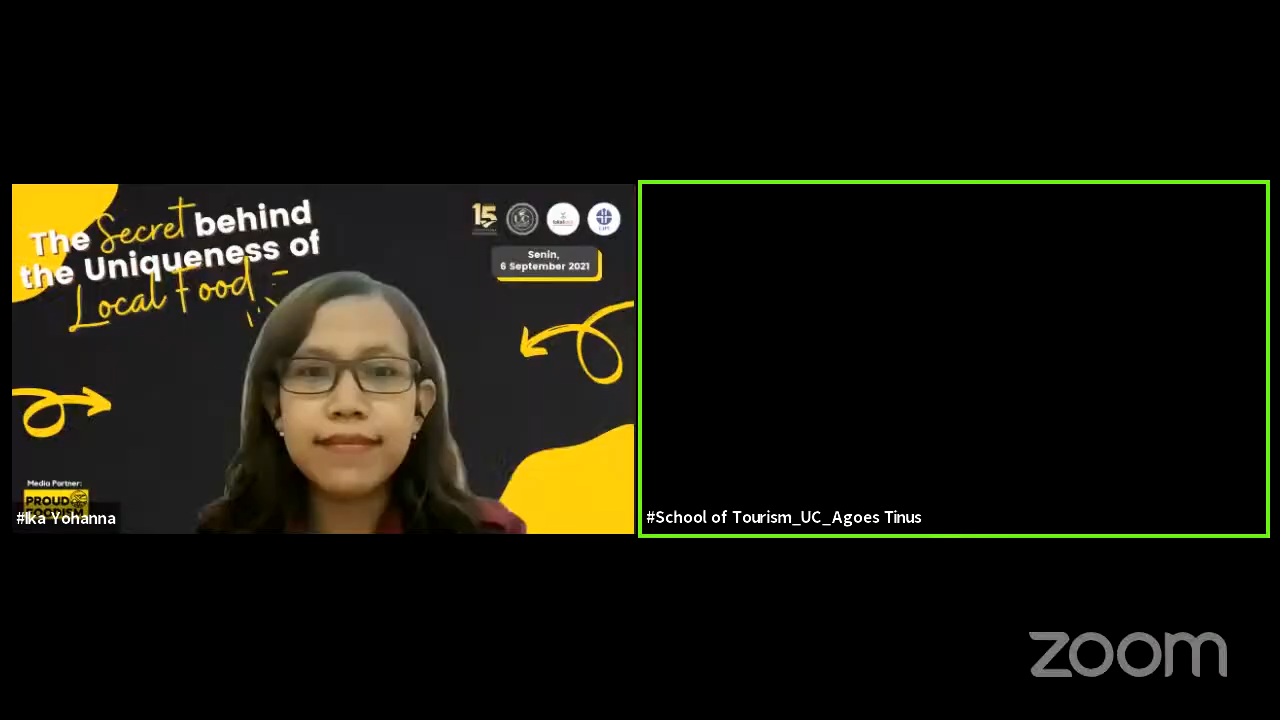 The Secret behind
the Uniqueness of
Local Food
15
Senin,
6 September 2021
Media Partner:
PROUD
#Ika Yohanna
#School of Tourism_UC_Agoes Tinus
zoom